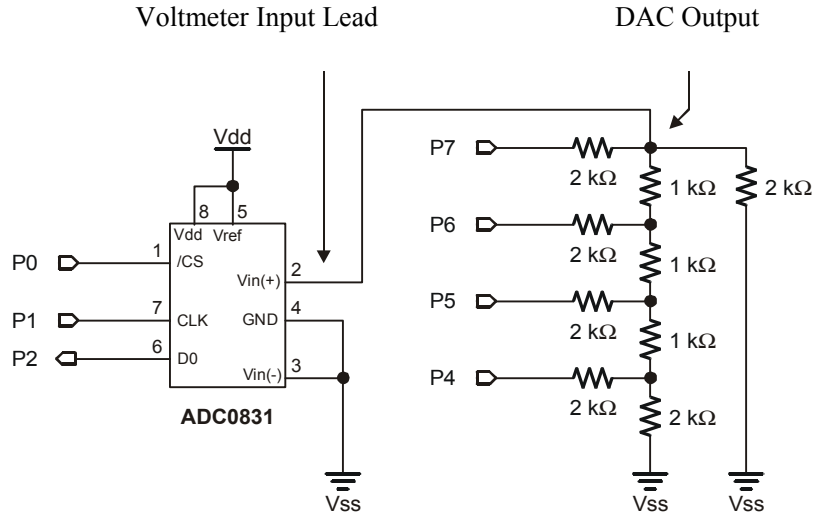 Voltmeter Input Lead
DAC Output
Vdd
P7
2 kΩ
1 kΩ
2 kΩ
8
5
Vdd
Vref
P6
2 kΩ
1 kΩ
P0
1
/CS
2
Vin(+)
P5
2 kΩ
1 kΩ
P1
7
CLK
4
GND
P2
6
D0
3
Vin(-)
P4
2 kΩ
2 kΩ
ADC0831
Vss
Vss
Vss